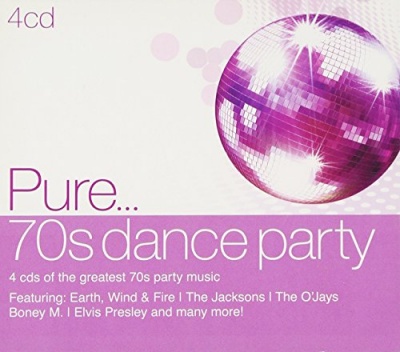 4cd
Pure...
70s dance party
4 cds of the greatest 70s party music
Featuring: Earth, Wind & Fire | The Jacksons | The O'Jays
Boney M. | Elvis Presley and many more!